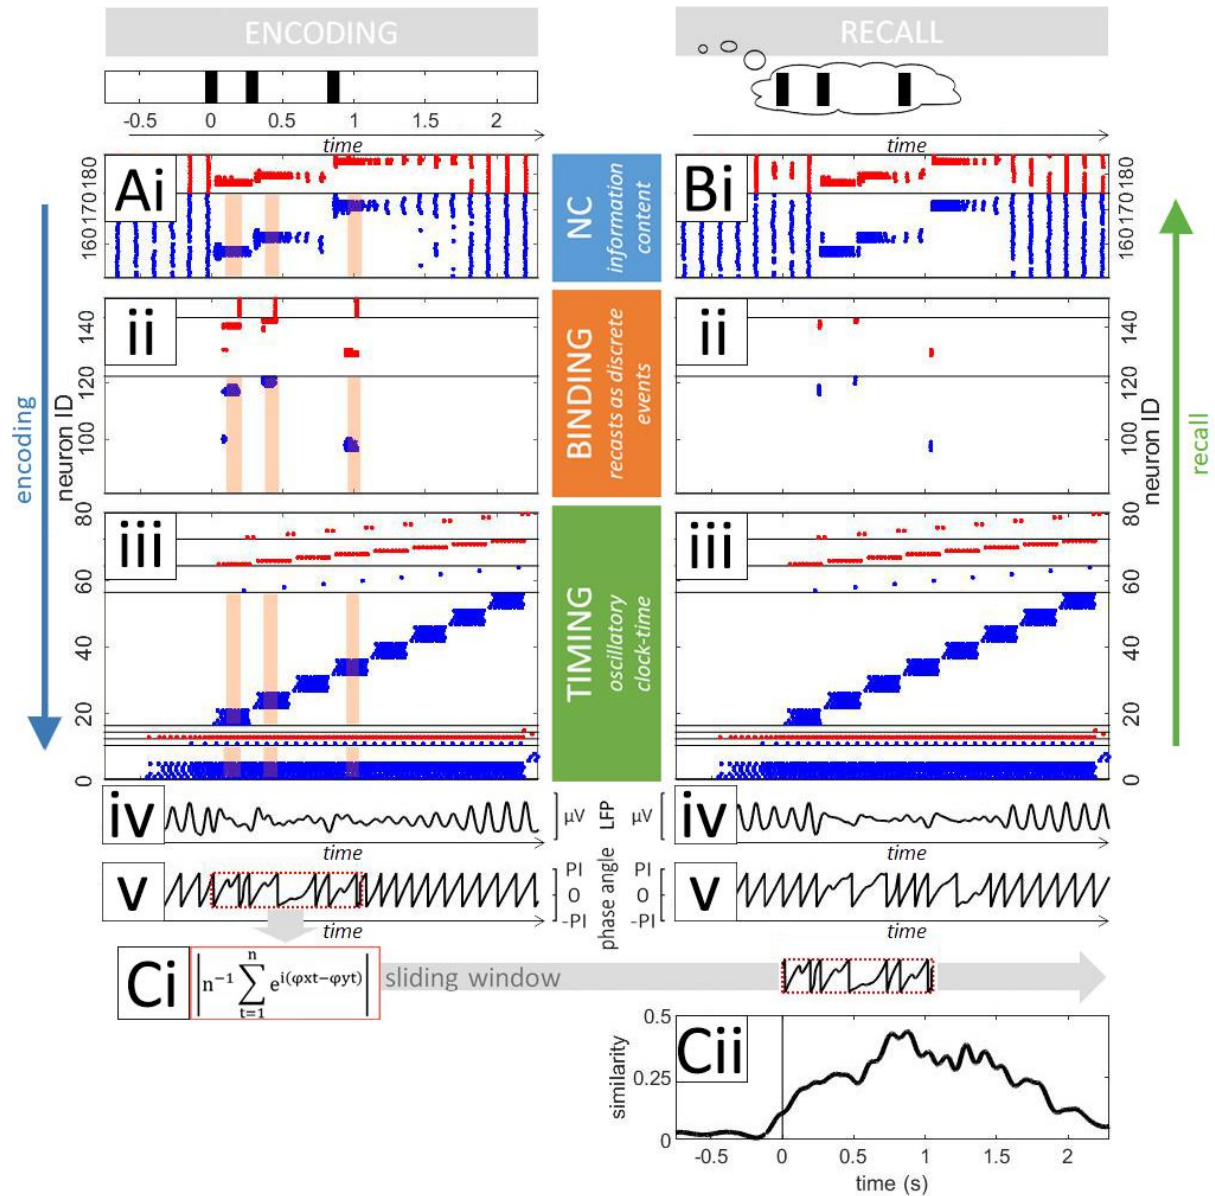 ENCODING
RECALL
-0.5 0 0.5 1 1.5 2
time
time
Ai
160 170 180
NC
information
content
Bi
160 170 180
ii
100 120 140
BINDING
recasts as discrete
events
ii
100 120 140
encoding
neuron ID
neuron ID
recall
iii
0 20 40 60 80
TIMING
oscillatory
clock-time
iii
0 20 40 60 80
iv
μV LFP μV
iv
time
time
v
PI
0
-PI
phase angle
PI
0
-PI
v
time
time
Ci
|n⁻¹ ∑ₜ₌₁ⁿ e^i(φxt−φyt)|
sliding window
Cii
similarity
0.5
0.25
0
-0.5 0 0.5 1 1.5 2
time (s)